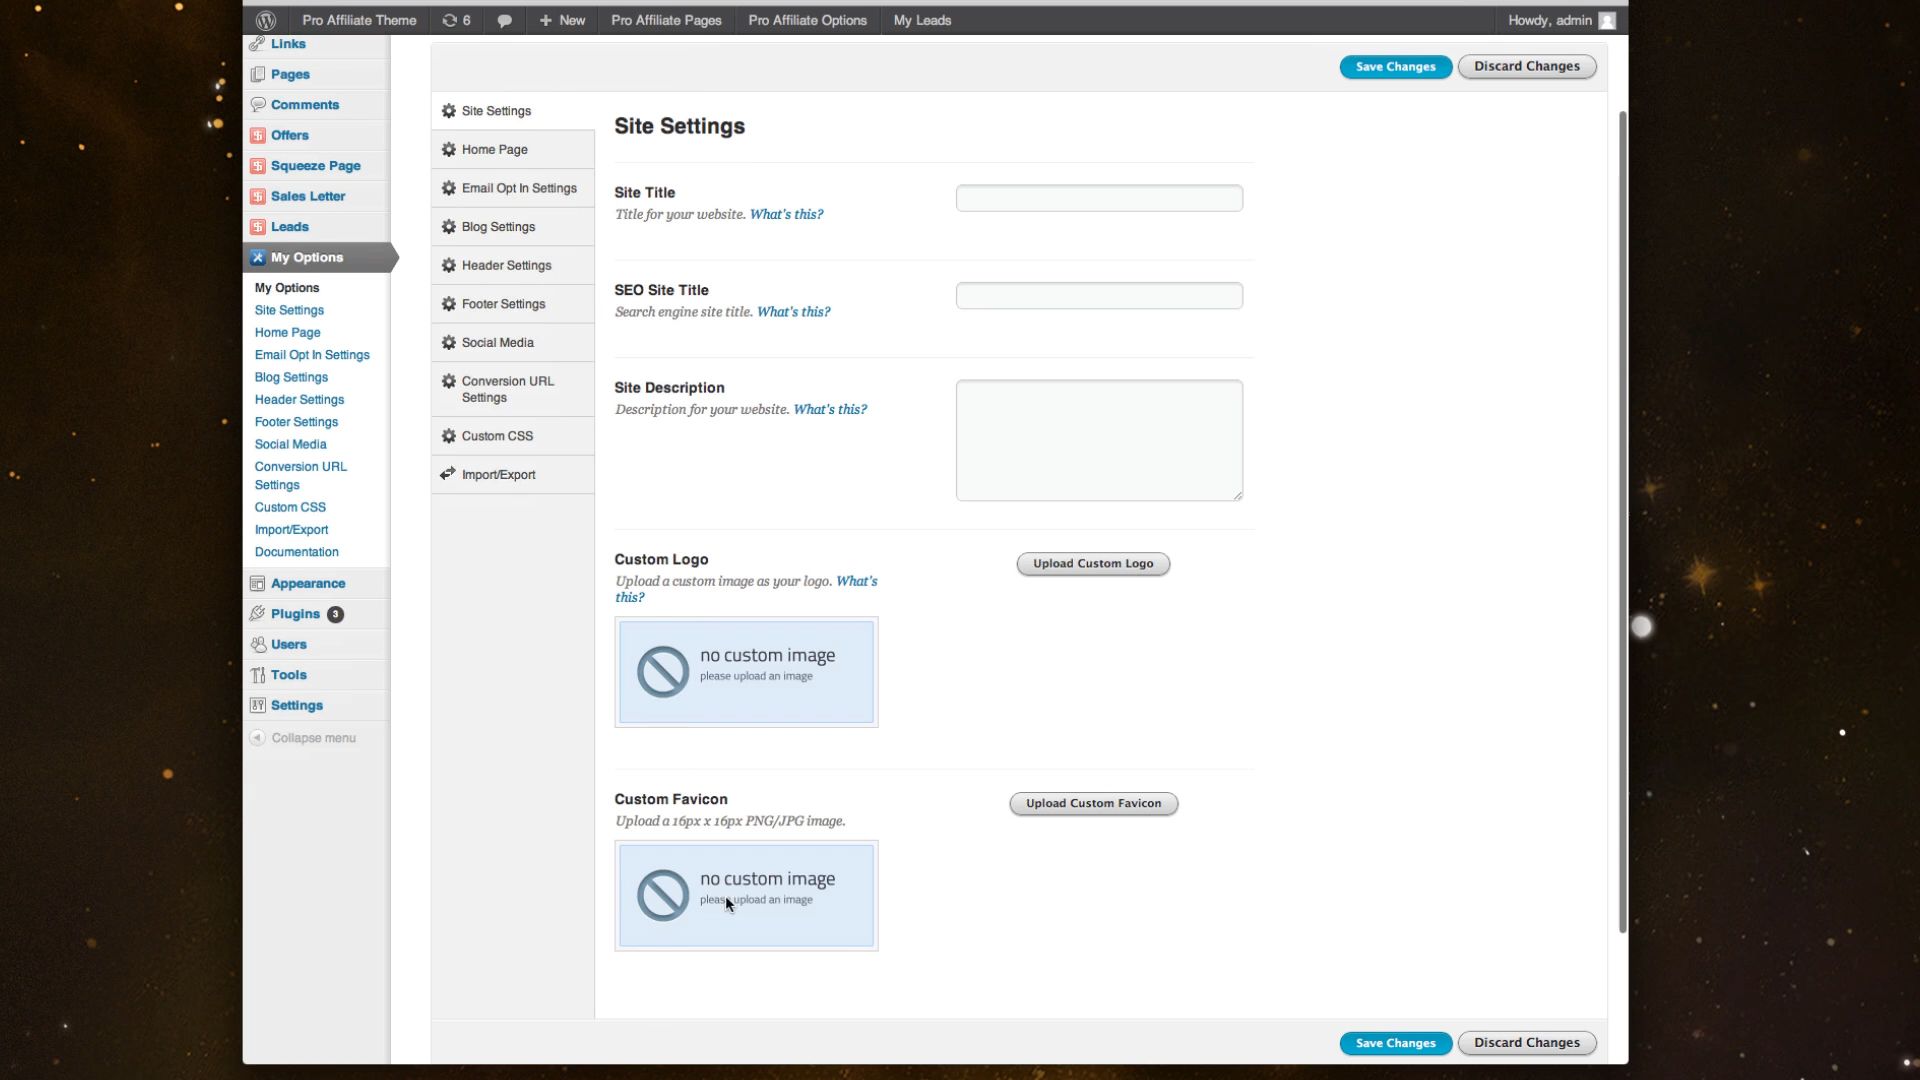 Pro Affiliate Theme 6 + New Pro Affiliate Pages Pro Affiliate Options My Leads Howdy, admin
Links
Pages
Comments
Offers
Squeeze Page
Sales Letter
Leads
My Options
My Options
Site Settings
Home Page
Email Opt In Settings
Blog Settings
Header Settings
Footer Settings
Social Media
Conversion URL
Settings
Custom CSS
Import/Export
Documentation
Appearance
Plugins 3
Users
Tools
Settings
Collapse menu
Save Changes Discard Changes
Site Settings
Home Page
Email Opt In Settings
Blog Settings
Header Settings
Footer Settings
Social Media
Conversion URL
Settings
Custom CSS
Import/Export
Site Settings
Site Title
Title for your website. What's this?
SEO Site Title
Search engine site title. What's this?
Site Description
Description for your website. What's this?
Custom Logo
Upload a custom image as your logo. What's
this?
Upload Custom Logo
no custom image
please upload an image
Custom Favicon
Upload a 16px x 16px PNG/JPG image.
Upload Custom Favicon
no custom image
please upload an image
Save Changes Discard Changes